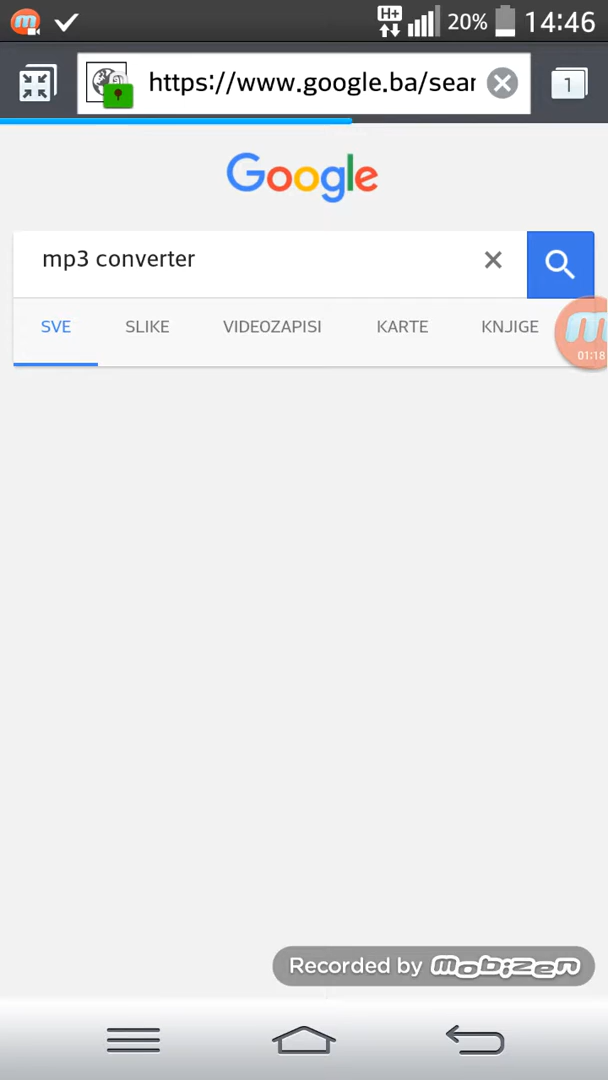 H+ 20% 14:46
https://www.google.ba/sear
1
Google
mp3 converter
SVE SLIKE VIDEOZAPISI KARTE KNJIGE
01:18
Recorded by mobizen